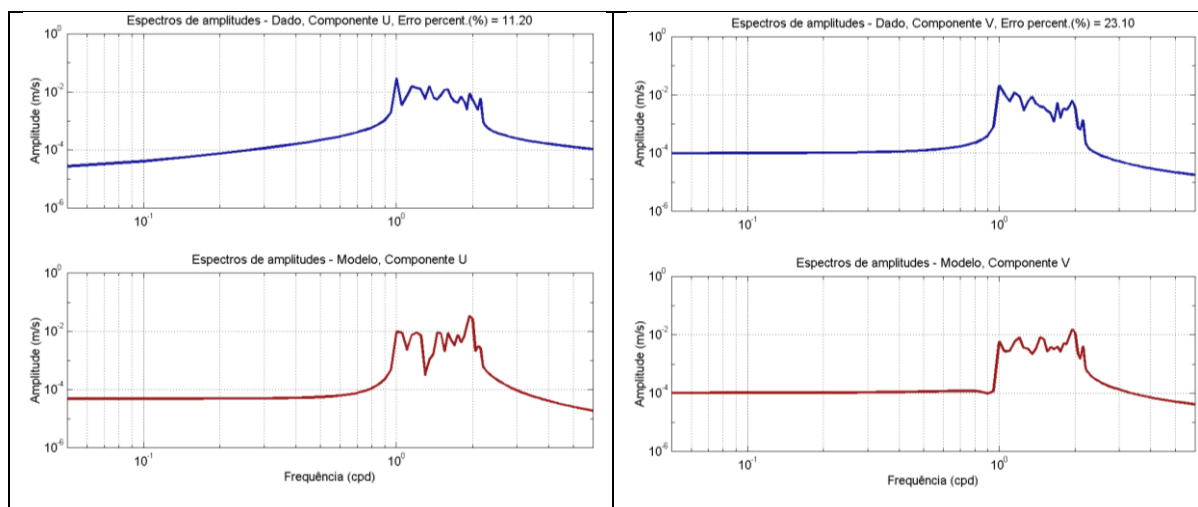 Espectros de amplitudes - Dado, Componente U, Erro percent.(%) = 11.20
10^0
10^-2
10^-4
10^-6
Amplitude (m/s)
10^-1
10^0
Espectros de amplitudes - Modelo, Componente U
10^0
10^-2
10^-4
10^-6
Amplitude (m/s)
10^-1
10^0
Frequência (cpd)
Espectros de amplitudes - Dado, Componente V, Erro percent.(%) = 23.10
10^0
10^-2
10^-4
10^-6
Amplitude (m/s)
10^-1
10^0
Espectros de amplitudes - Modelo, Componente V
10^0
10^-2
10^-4
10^-6
Amplitude (m/s)
10^-1
10^0
Frequência (cpd)